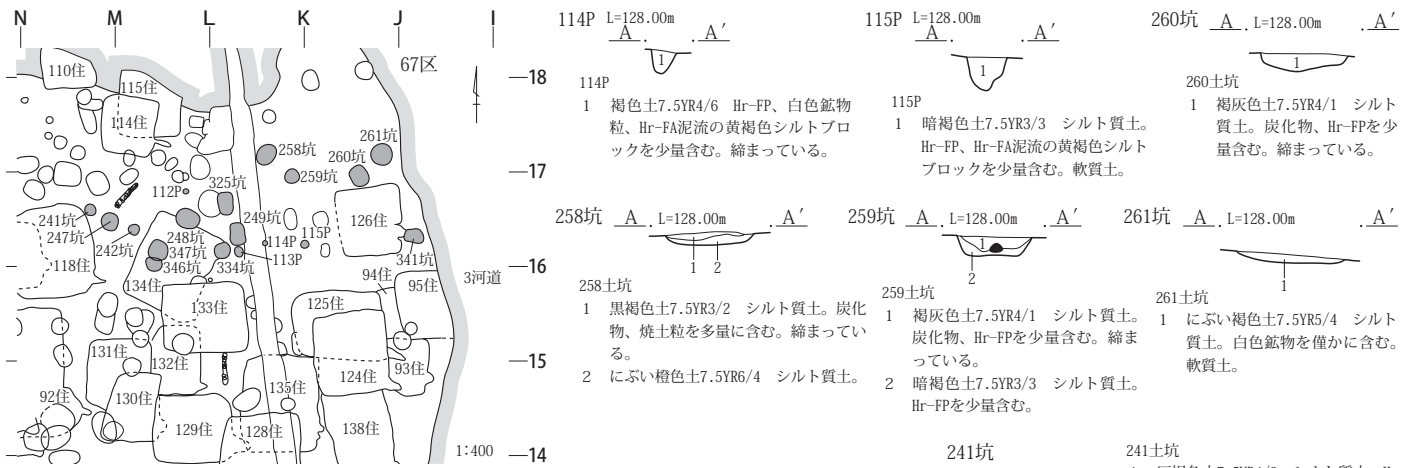 N M L K J I
67区
110住
18
115住
114住
261坑
258坑
260坑
17
325坑
259坑
112P
241坑
249坑
126住
247坑
115P
242坑
248坑
114P
347坑
113P
118住
346坑
334坑
341坑
16
134住
94住
3河道
95住
133住
125住
131住
132住
15
93住
124住
135住
92住
130住
129住
128住
138住
1:400
14
114P L=128.00m
A . . A′
1
114P
1 褐色土7.5YR4/6 Hr-FP、白色鉱物
粒、Hr-FA泥流の黄褐色シルトブロ
ックを少量含む。締まっている。
115P L=128.00m
A . . A′
1
115P
1 暗褐色土7.5YR3/3 シルト質土。
Hr-FP、Hr-FA泥流の黄褐色シルト
ブロックを少量含む。軟質土。
260坑 A . L=128.00m . A′
1
260土坑
1 褐灰色土7.5YR4/1 シルト
質土。炭化物、Hr-FPを少
量含む。締まっている。
258坑 A . L=128.00m . A′
1 2
258土坑
1 黒褐色土7.5YR3/2 シルト質土。炭化
物、焼土粒を多量に含む。締まってい
る。
2 にぶい橙色土7.5YR6/4 シルト質土。
259坑 A . L=128.00m . A′
1
2
259土坑
1 褐灰色土7.5YR4/1 シルト質土。
炭化物、Hr-FPを少量含む。締ま
っている。
2 暗褐色土7.5YR3/3 シルト質土。
Hr-FPを少量含む。
261坑 A . L=128.00m . A′
1
261土坑
1 にぶい褐色土7.5YR5/4 シルト
質土。白色鉱物を僅かに含む。
軟質土。
241坑
241土坑